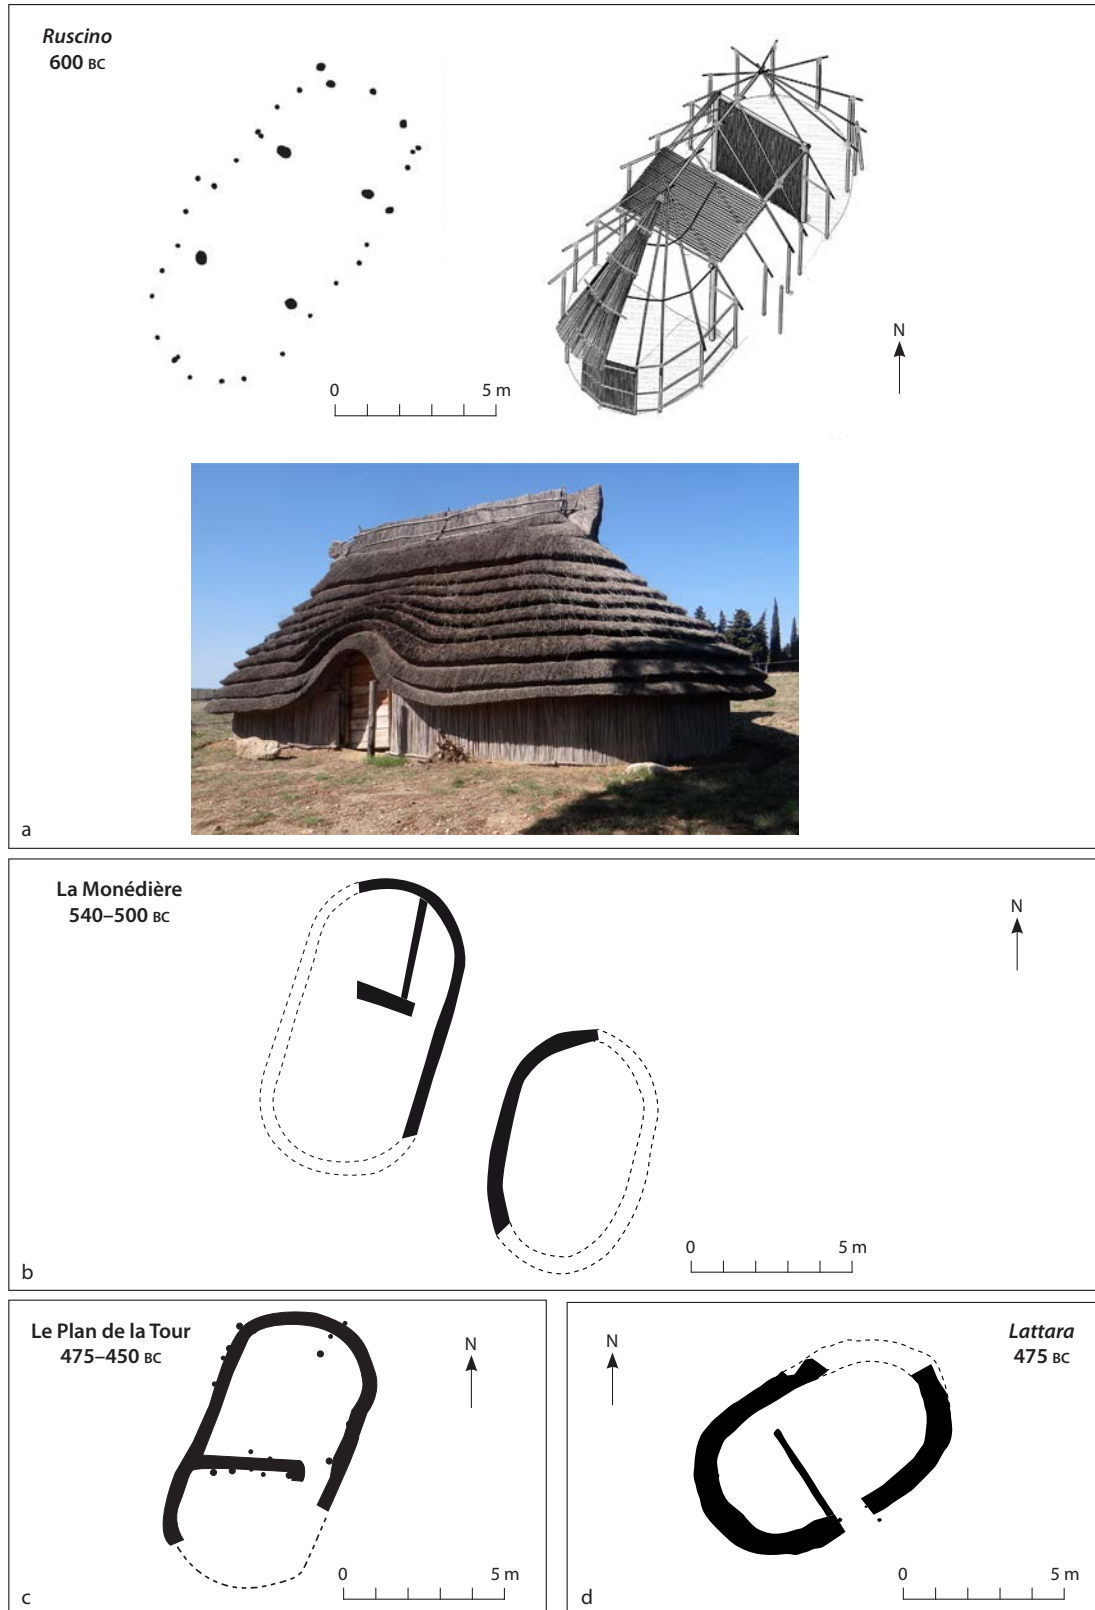 Ruscino
600 BC
N
0 5 m
a
La Monédière
540–500 BC
N
0 5 m
b
Le Plan de la Tour
475–450 BC
N
0 5 m
c
Lattara
475 BC
N
0 5 m
d